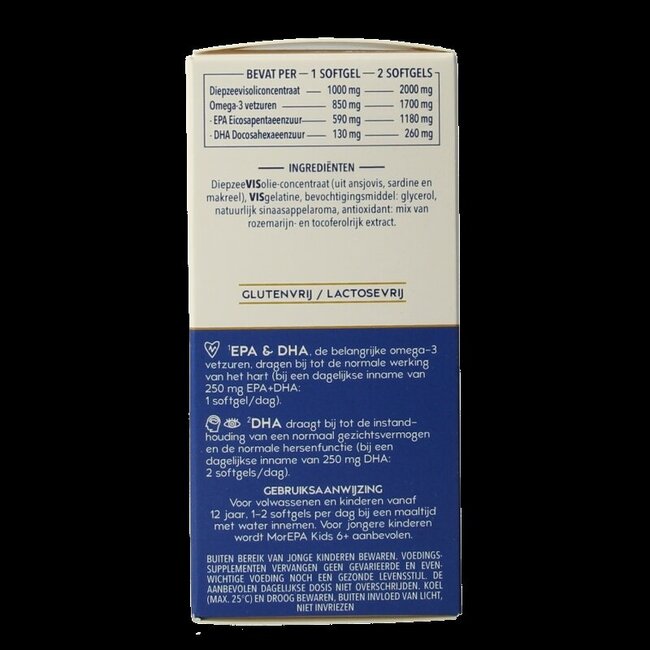 BEVAT PER — 1 SOFTGEL — 2 SOFTGELS
Diepzeevisoliconcentraat — 1000 mg — 2000 mg
Omega-3 vetzuren — 850 mg — 1700 mg
· EPA Eicosapentaeenzuur — 590 mg — 1180 mg
· DHA Docosahexaeenzuur — 130 mg — 260 mg
INGREDIËNTEN
DiepzeeVISolie-concentraat (uit ansjovis, sardine en
makreel), VISgelatine, bevochtigingsmiddel: glycerol,
natuurlijk sinaasappelaroma, antioxidant: mix van
rozemarijn- en tocoferolrijk extract.
GLUTENVRIJ / LACTOSEVRIJ
¹EPA & DHA, de belangrijke omega-3
vetzuren, dragen bij tot de normale werking
van het hart (bij een dagelijkse inname van
250 mg EPA+DHA:
1 softgel/dag).
²DHA draagt bij tot de instand-
houding van een normaal gezichtsvermogen
en de normale hersenfunctie (bij een
dagelijkse inname van 250 mg DHA:
2 softgels/dag).
GEBRUIKSAANWIJZING
Voor volwassenen en kinderen vanaf
12 jaar, 1-2 softgels per dag bij een maaltijd
met water innemen. Voor jongere kinderen
wordt MorEPA Kids 6+ aanbevolen.
BUITEN BEREIK VAN JONGE KINDEREN BEWAREN. VOEDINGS-
SUPPLEMENTEN VERVANGEN GEEN GEVARIEERDE EN EVEN-
WICHTIGE VOEDING NOCH EEN GEZONDE LEVENSSTIJL. DE
AANBEVOLEN DAGELIJKSE DOSIS NIET OVERSCHRIJDEN. KOEL
(MAX. 25°C) EN DROOG BEWAREN, BUITEN INVLOED VAN LICHT,
NIET INVRIEZEN